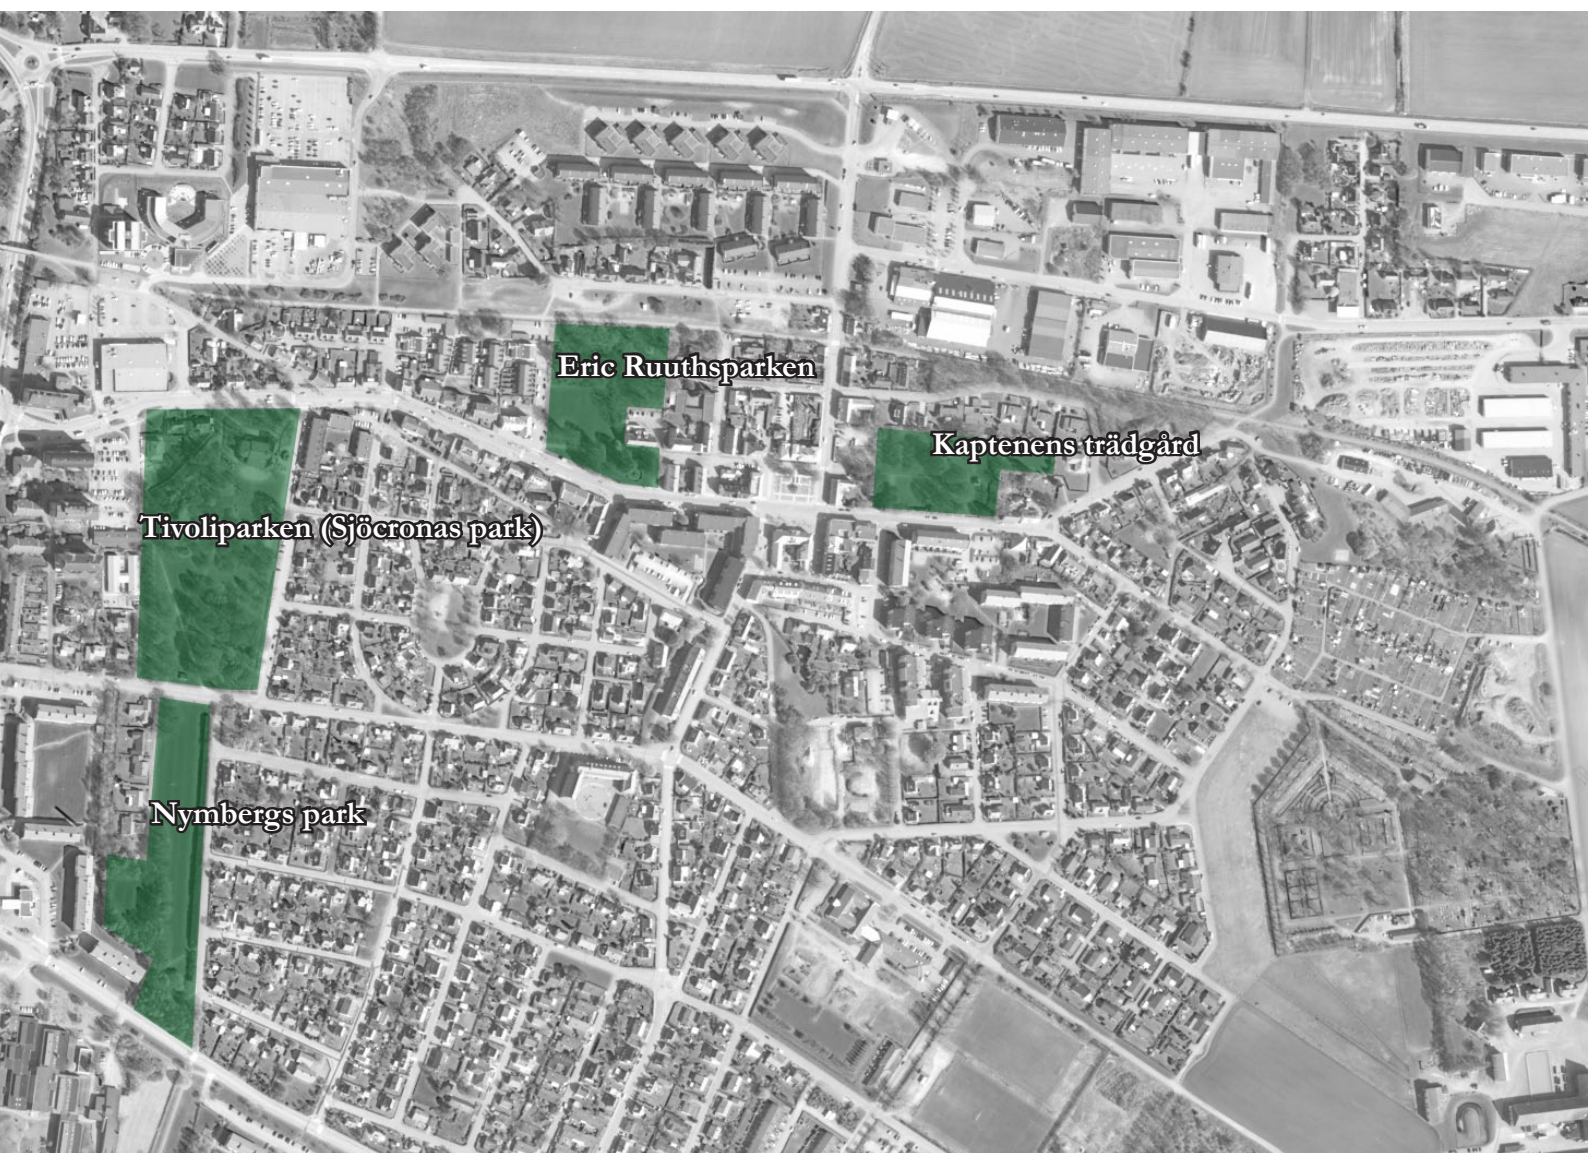 Eric Ruuthsparken
Kaptenens trädgård
Tivoliparken (Sjöcronas park)
Nymbergs park